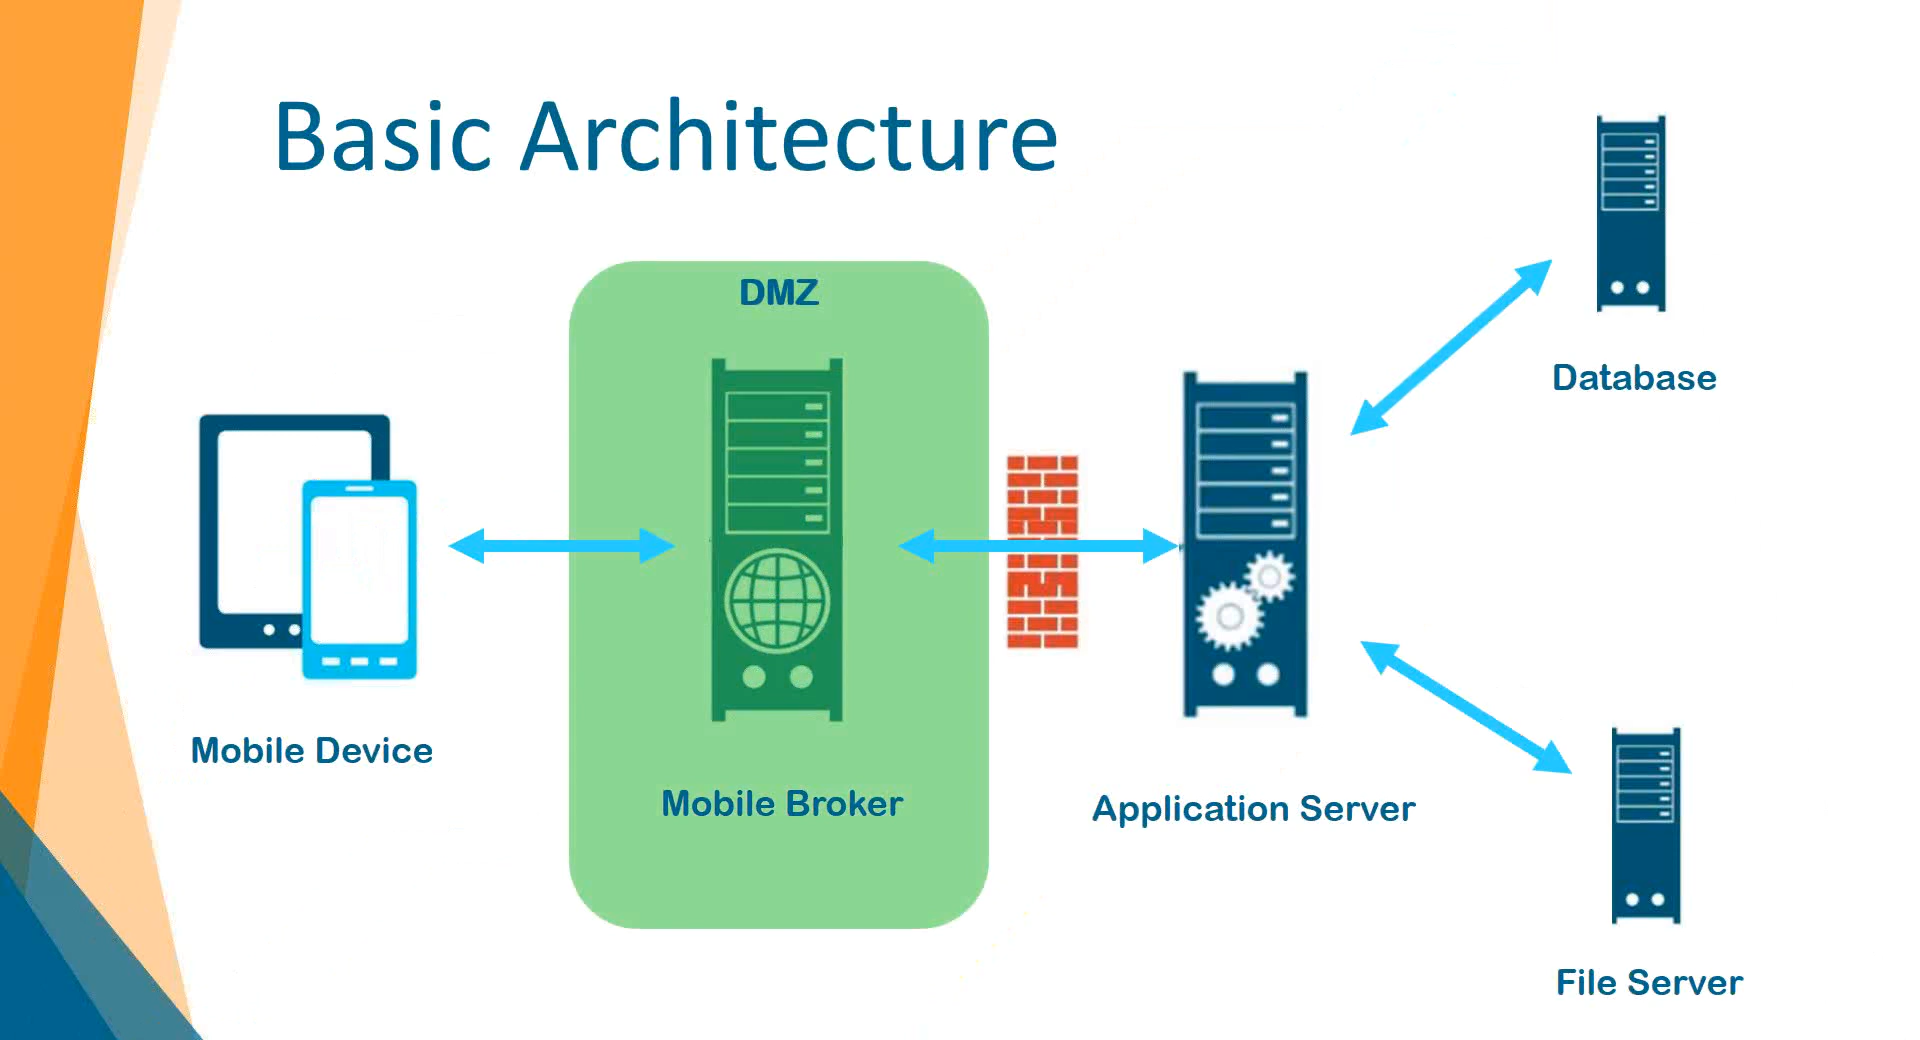 Basic Architecture
DMZ
Database
Mobile Device
Mobile Broker
Application Server
File Server